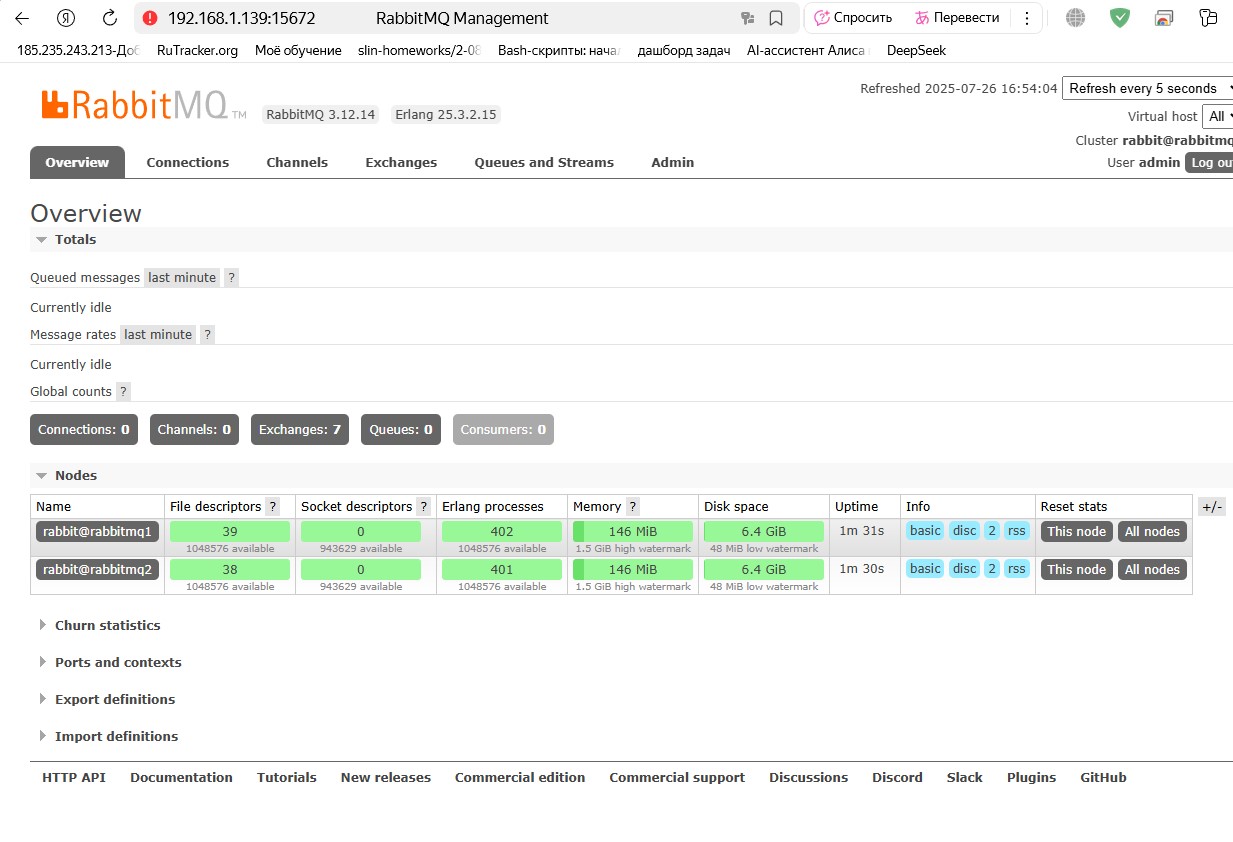 192.168.1.139:15672 RabbitMQ Management Спросить Перевести
185.235.243.213-Доб RuTracker.org Моё обучение slin-homeworks/2-08 Bash-скрипты: нача дашборд задач AI-ассистент Алиса DeepSeek
Refreshed 2025-07-26 16:54:04 Refresh every 5 seconds
RabbitMQ TM RabbitMQ 3.12.14 Erlang 25.3.2.15
Virtual host All
Cluster rabbit@rabbitmq
User admin Log ou
Overview Connections Channels Exchanges Queues and Streams Admin
Overview
Totals
Queued messages last minute ?
Currently idle
Message rates last minute ?
Currently idle
Global counts ?
Connections: 0 Channels: 0 Exchanges: 7 Queues: 0 Consumers: 0
Nodes
Name File descriptors ? Socket descriptors ? Erlang processes Memory ? Disk space Uptime Info Reset stats +/-
rabbit@rabbitmq1 39 0 402 146 MiB 6.4 GiB 1m 31s basic disc 2 rss This node All nodes
1048576 available 943629 available 1048576 available 1.5 GiB high watermark 48 MiB low watermark
rabbit@rabbitmq2 38 0 401 146 MiB 6.4 GiB 1m 30s basic disc 2 rss This node All nodes
1048576 available 943629 available 1048576 available 1.5 GiB high watermark 48 MiB low watermark
Churn statistics
Ports and contexts
Export definitions
Import definitions
HTTP API Documentation Tutorials New releases Commercial edition Commercial support Discussions Discord Slack Plugins GitHub